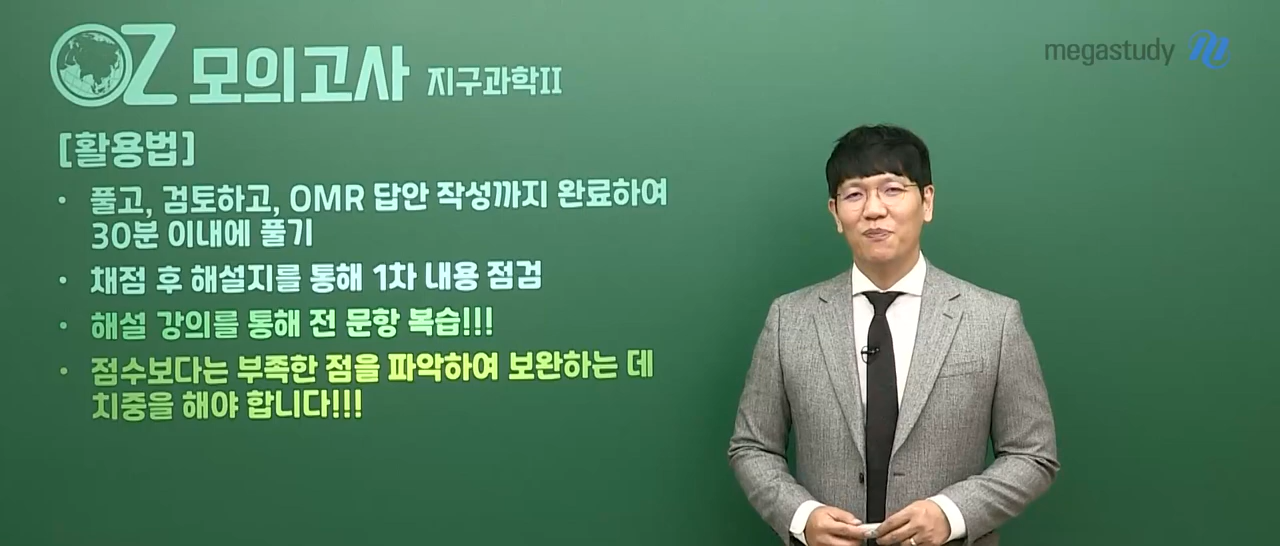 OZ 모의고사 지구과학II
megastudy
[활용법]
• 풀고, 검토하고, OMR 답안 작성까지 완료하여
30분 이내에 풀기
• 채점 후 해설지를 통해 1차 내용 점검
• 해설 강의를 통해 전 문항 복습!!!
• 점수보다는 부족한 점을 파악하여 보완하는 데
치중을 해야 합니다!!!